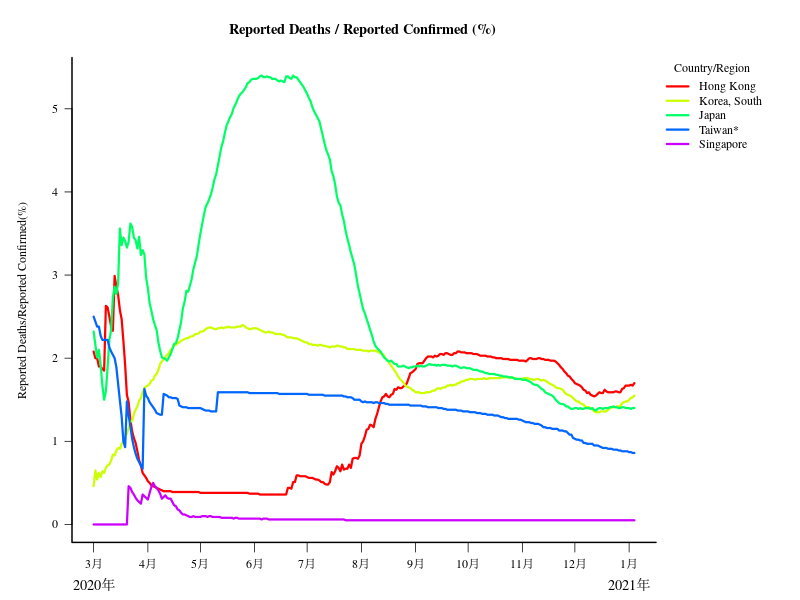 Reported Deaths / Reported Confirmed (%)
Country/Region
Hong Kong
Korea, South
Japan
Taiwan*
Singapore
Reported Deaths/Reported Confirmed(%)
5
4
3
2
1
0
3月 4月 5月 6月 7月 8月 9月 10月 11月 12月 1月
2020年 2021年